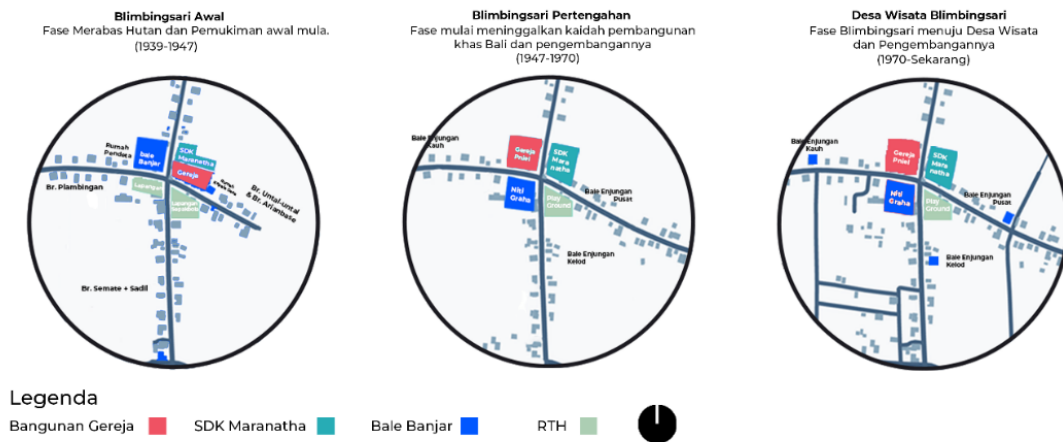 Blimbingsari Awal
Fase Merabas Hutan dan Pemukiman awal mula.
(1939-1947)
Rumah
Pendeta
bale
Banjar
SDK
Maranatha
Gereja
Br. Untal-untal
& Br. Arianbase
Br. Plambingan
Lapangan
Lapangan
Br. Semate + Sadil
Blimbingsari Pertengahan
Fase mulai meninggalkan kaidah pembangunan
khas Bali dan pengembangannya
(1947-1970)
Bale Enjungan
Kauh
Gereja
Pniel
SDK
Mara
natha
Niti
Graha
Play
Ground
Bale Enjungan
Pusat
Bale Enjungan
Kelod
Desa Wisata Blimbingsari
Fase Blimbingsari menuju Desa Wisata
dan Pengembangannya
(1970-Sekarang)
Bale Enjungan
Kauh
Gereja
Pniel
SDK
Mara
natha
Niti
Graha
Play
Ground
Bale Enjungan
Pusat
Bale Enjungan
Kelod
Legenda
Bangunan Gereja
SDK Maranatha
Bale Banjar
RTH